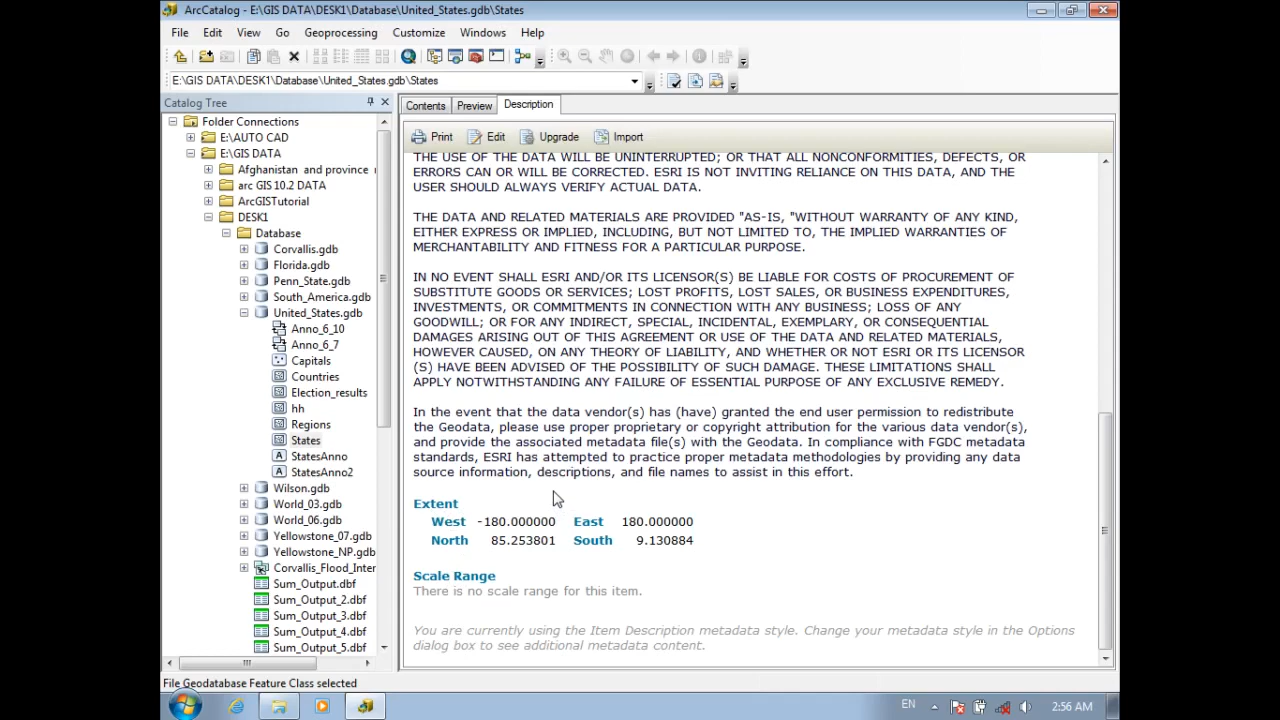 ArcCatalog - E:\GIS DATA\DESK1\Database\United_States.gdb\States
File Edit View Go Geoprocessing Customize Windows Help
E:\GIS DATA\DESK1\Database\United_States.gdb\States
Catalog Tree
Folder Connections
E:\AUTO CAD
E:\GIS DATA
Afghanistan and province r
arc GIS 10.2 DATA
ArcGISTutorial
DESK1
Database
Corvallis.gdb
Florida.gdb
Penn_State.gdb
South_America.gdb
United_States.gdb
Anno_6_10
Anno_6_7
Capitals
Countries
Election_results
hh
Regions
States
StatesAnno
StatesAnno2
Wilson.gdb
World_03.gdb
World_06.gdb
Yellowstone_07.gdb
Yellowstone_NP.gdb
Corvallis_Flood_Inter
Sum_Output.dbf
Sum_Output_2.dbf
Sum_Output_3.dbf
Sum_Output_4.dbf
Sum_Output_5.dbf
Contents Preview Description
Print Edit Upgrade Import
THE USE OF THE DATA WILL BE UNINTERRUPTED; OR THAT ALL NONCONFORMITIES, DEFECTS, OR
ERRORS CAN OR WILL BE CORRECTED. ESRI IS NOT INVITING RELIANCE ON THIS DATA, AND THE
USER SHOULD ALWAYS VERIFY ACTUAL DATA.
THE DATA AND RELATED MATERIALS ARE PROVIDED "AS-IS, "WITHOUT WARRANTY OF ANY KIND,
EITHER EXPRESS OR IMPLIED, INCLUDING, BUT NOT LIMITED TO, THE IMPLIED WARRANTIES OF
MERCHANTABILITY AND FITNESS FOR A PARTICULAR PURPOSE.
IN NO EVENT SHALL ESRI AND/OR ITS LICENSOR(S) BE LIABLE FOR COSTS OF PROCUREMENT OF
SUBSTITUTE GOODS OR SERVICES; LOST PROFITS, LOST SALES, OR BUSINESS EXPENDITURES,
INVESTMENTS, OR COMMITMENTS IN CONNECTION WITH ANY BUSINESS; LOSS OF ANY
GOODWILL; OR FOR ANY INDIRECT, SPECIAL, INCIDENTAL, EXEMPLARY, OR CONSEQUENTIAL
DAMAGES ARISING OUT OF THIS AGREEMENT OR USE OF THE DATA AND RELATED MATERIALS,
HOWEVER CAUSED, ON ANY THEORY OF LIABILITY, AND WHETHER OR NOT ESRI OR ITS LICENSOR
(S) HAVE BEEN ADVISED OF THE POSSIBILITY OF SUCH DAMAGE. THESE LIMITATIONS SHALL
APPLY NOTWITHSTANDING ANY FAILURE OF ESSENTIAL PURPOSE OF ANY EXCLUSIVE REMEDY.
In the event that the data vendor(s) has (have) granted the end user permission to redistribute
the Geodata, please use proper proprietary or copyright attribution for the various data vendor(s),
and provide the associated metadata file(s) with the Geodata. In compliance with FGDC metadata
standards, ESRI has attempted to practice proper metadata methodologies by providing any data
source information, descriptions, and file names to assist in this effort.
Extent
West -180.000000 East 180.000000
North 85.253801 South 9.130884
Scale Range
There is no scale range for this item.
You are currently using the Item Description metadata style. Change your metadata style in the Options
dialog box to see additional metadata content.
File Geodatabase Feature Class selected
EN 2:56 AM